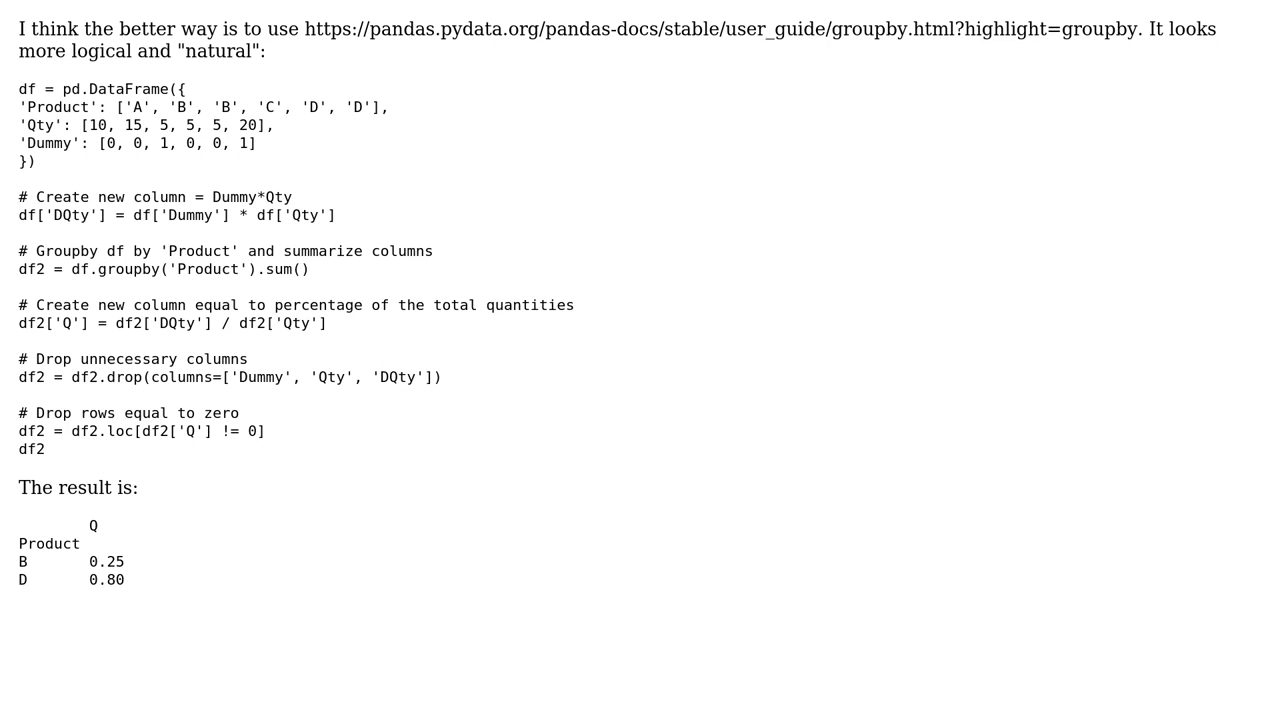 I think the better way is to use https://pandas.pydata.org/pandas-docs/stable/user_guide/groupby.html?highlight=groupby. It looks
more logical and "natural":
df = pd.DataFrame({
'Product': ['A', 'B', 'B', 'C', 'D', 'D'],
'Qty': [10, 15, 5, 5, 5, 20],
'Dummy': [0, 0, 1, 0, 0, 1]
})
# Create new column = Dummy*Qty
df['DQty'] = df['Dummy'] * df['Qty']
# Groupby df by 'Product' and summarize columns
df2 = df.groupby('Product').sum()
# Create new column equal to percentage of the total quantities
df2['Q'] = df2['DQty'] / df2['Qty']
# Drop unnecessary columns
df2 = df2.drop(columns=['Dummy', 'Qty', 'DQty'])
# Drop rows equal to zero
df2 = df2.loc[df2['Q'] != 0]
df2
The result is:
Q
Product
B       0.25
D       0.80